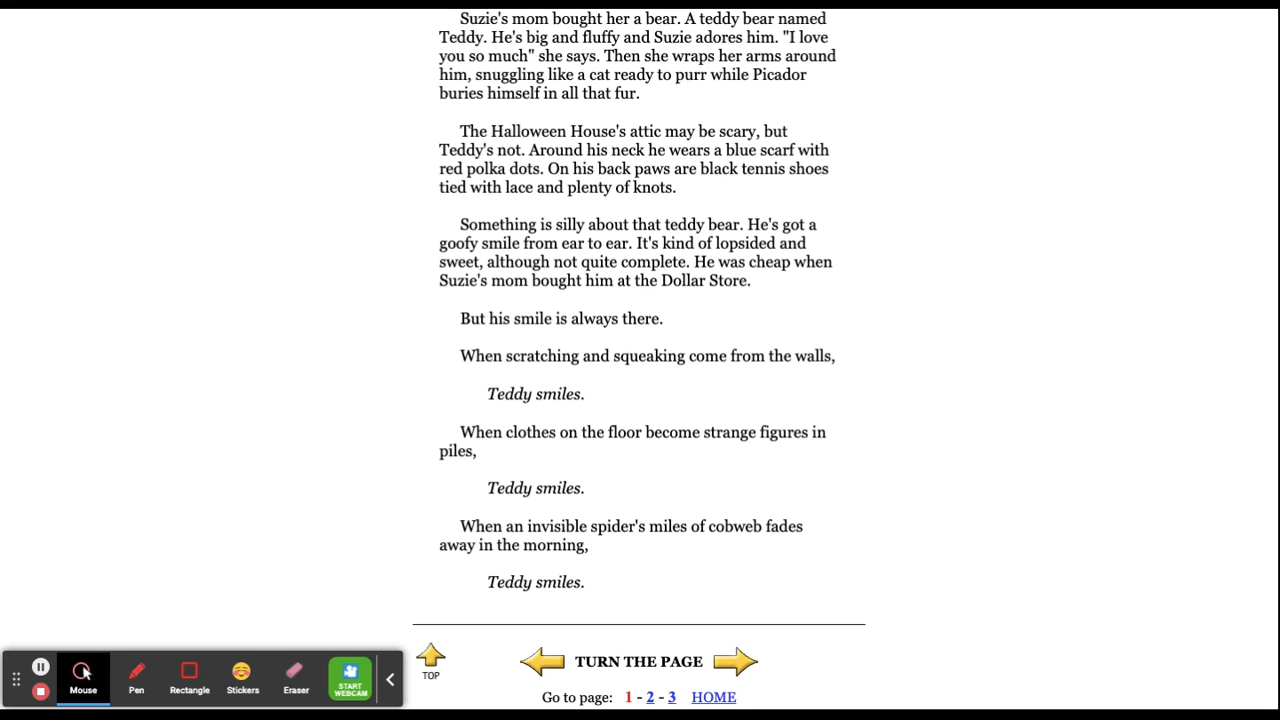 Suzie's mom bought her a bear. A teddy bear named
Teddy. He's big and fluffy and Suzie adores him. "I love
you so much" she says. Then she wraps her arms around
him, snuggling like a cat ready to purr while Picador
buries himself in all that fur.
The Halloween House's attic may be scary, but
Teddy's not. Around his neck he wears a blue scarf with
red polka dots. On his back paws are black tennis shoes
tied with lace and plenty of knots.
Something is silly about that teddy bear. He's got a
goofy smile from ear to ear. It's kind of lopsided and
sweet, although not quite complete. He was cheap when
Suzie's mom bought him at the Dollar Store.
But his smile is always there.
When scratching and squeaking come from the walls,
Teddy smiles.
When clothes on the floor become strange figures in
piles,
Teddy smiles.
When an invisible spider's miles of cobweb fades
away in the morning,
Teddy smiles.
TOP
TURN THE PAGE
Go to page: 1 - 2 - 3 HOME
Mouse
Pen
Rectangle
Stickers
Eraser
START
WEBCAM